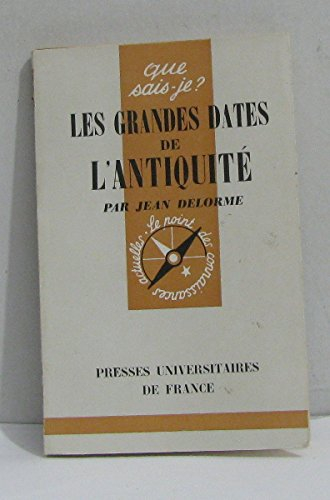 que
sais-je?
LES GRANDES DATES
DE
L'ANTIQUITÉ
PAR JEAN DELORME
Le point des connaissances actuelles
PRESSES UNIVERSITAIRES
DE FRANCE